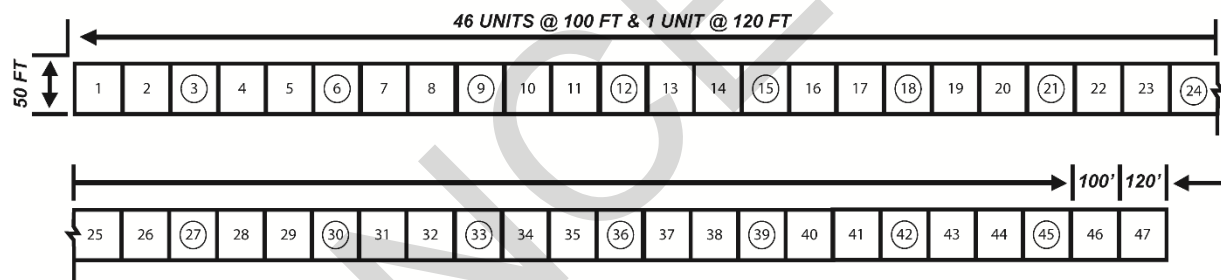 46 UNITS @ 100 FT & 1 UNIT @ 120 FT
50 FT
1 2 3 4 5 6 7 8 9 10 11 12 13 14 15 16 17 18 19 20 21 22 23 24
100' 120'
25 26 27 28 29 30 31 32 33 34 35 36 37 38 39 40 41 42 43 44 45 46 47
NCE